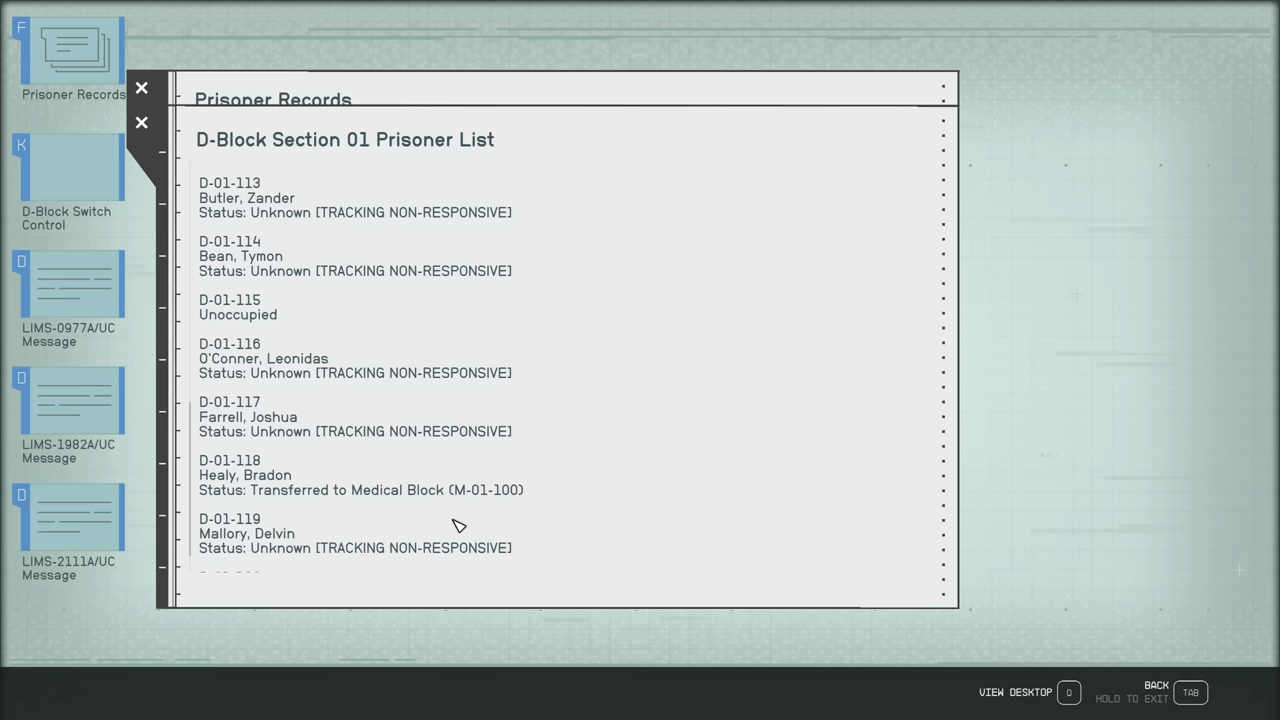 F
Prisoner Records
K
D-Block Switch
Control
D
LIMS-0977A/UC
Message
D
LIMS-1982A/UC
Message
D
LIMS-2111A/UC
Message
Prisoner Records
D-Block Section 01 Prisoner List
D-01-113
Butler, Zander
Status: Unknown [TRACKING NON-RESPONSIVE]
D-01-114
Bean, Tymon
Status: Unknown [TRACKING NON-RESPONSIVE]
D-01-115
Unoccupied
D-01-116
O'Conner, Leonidas
Status: Unknown [TRACKING NON-RESPONSIVE]
D-01-117
Farrell, Joshua
Status: Unknown [TRACKING NON-RESPONSIVE]
D-01-118
Healy, Bradon
Status: Transferred to Medical Block (M-01-100)
D-01-119
Mallory, Delvin
Status: Unknown [TRACKING NON-RESPONSIVE]
VIEW DESKTOP Q
BACK
HOLD TO EXIT TAB